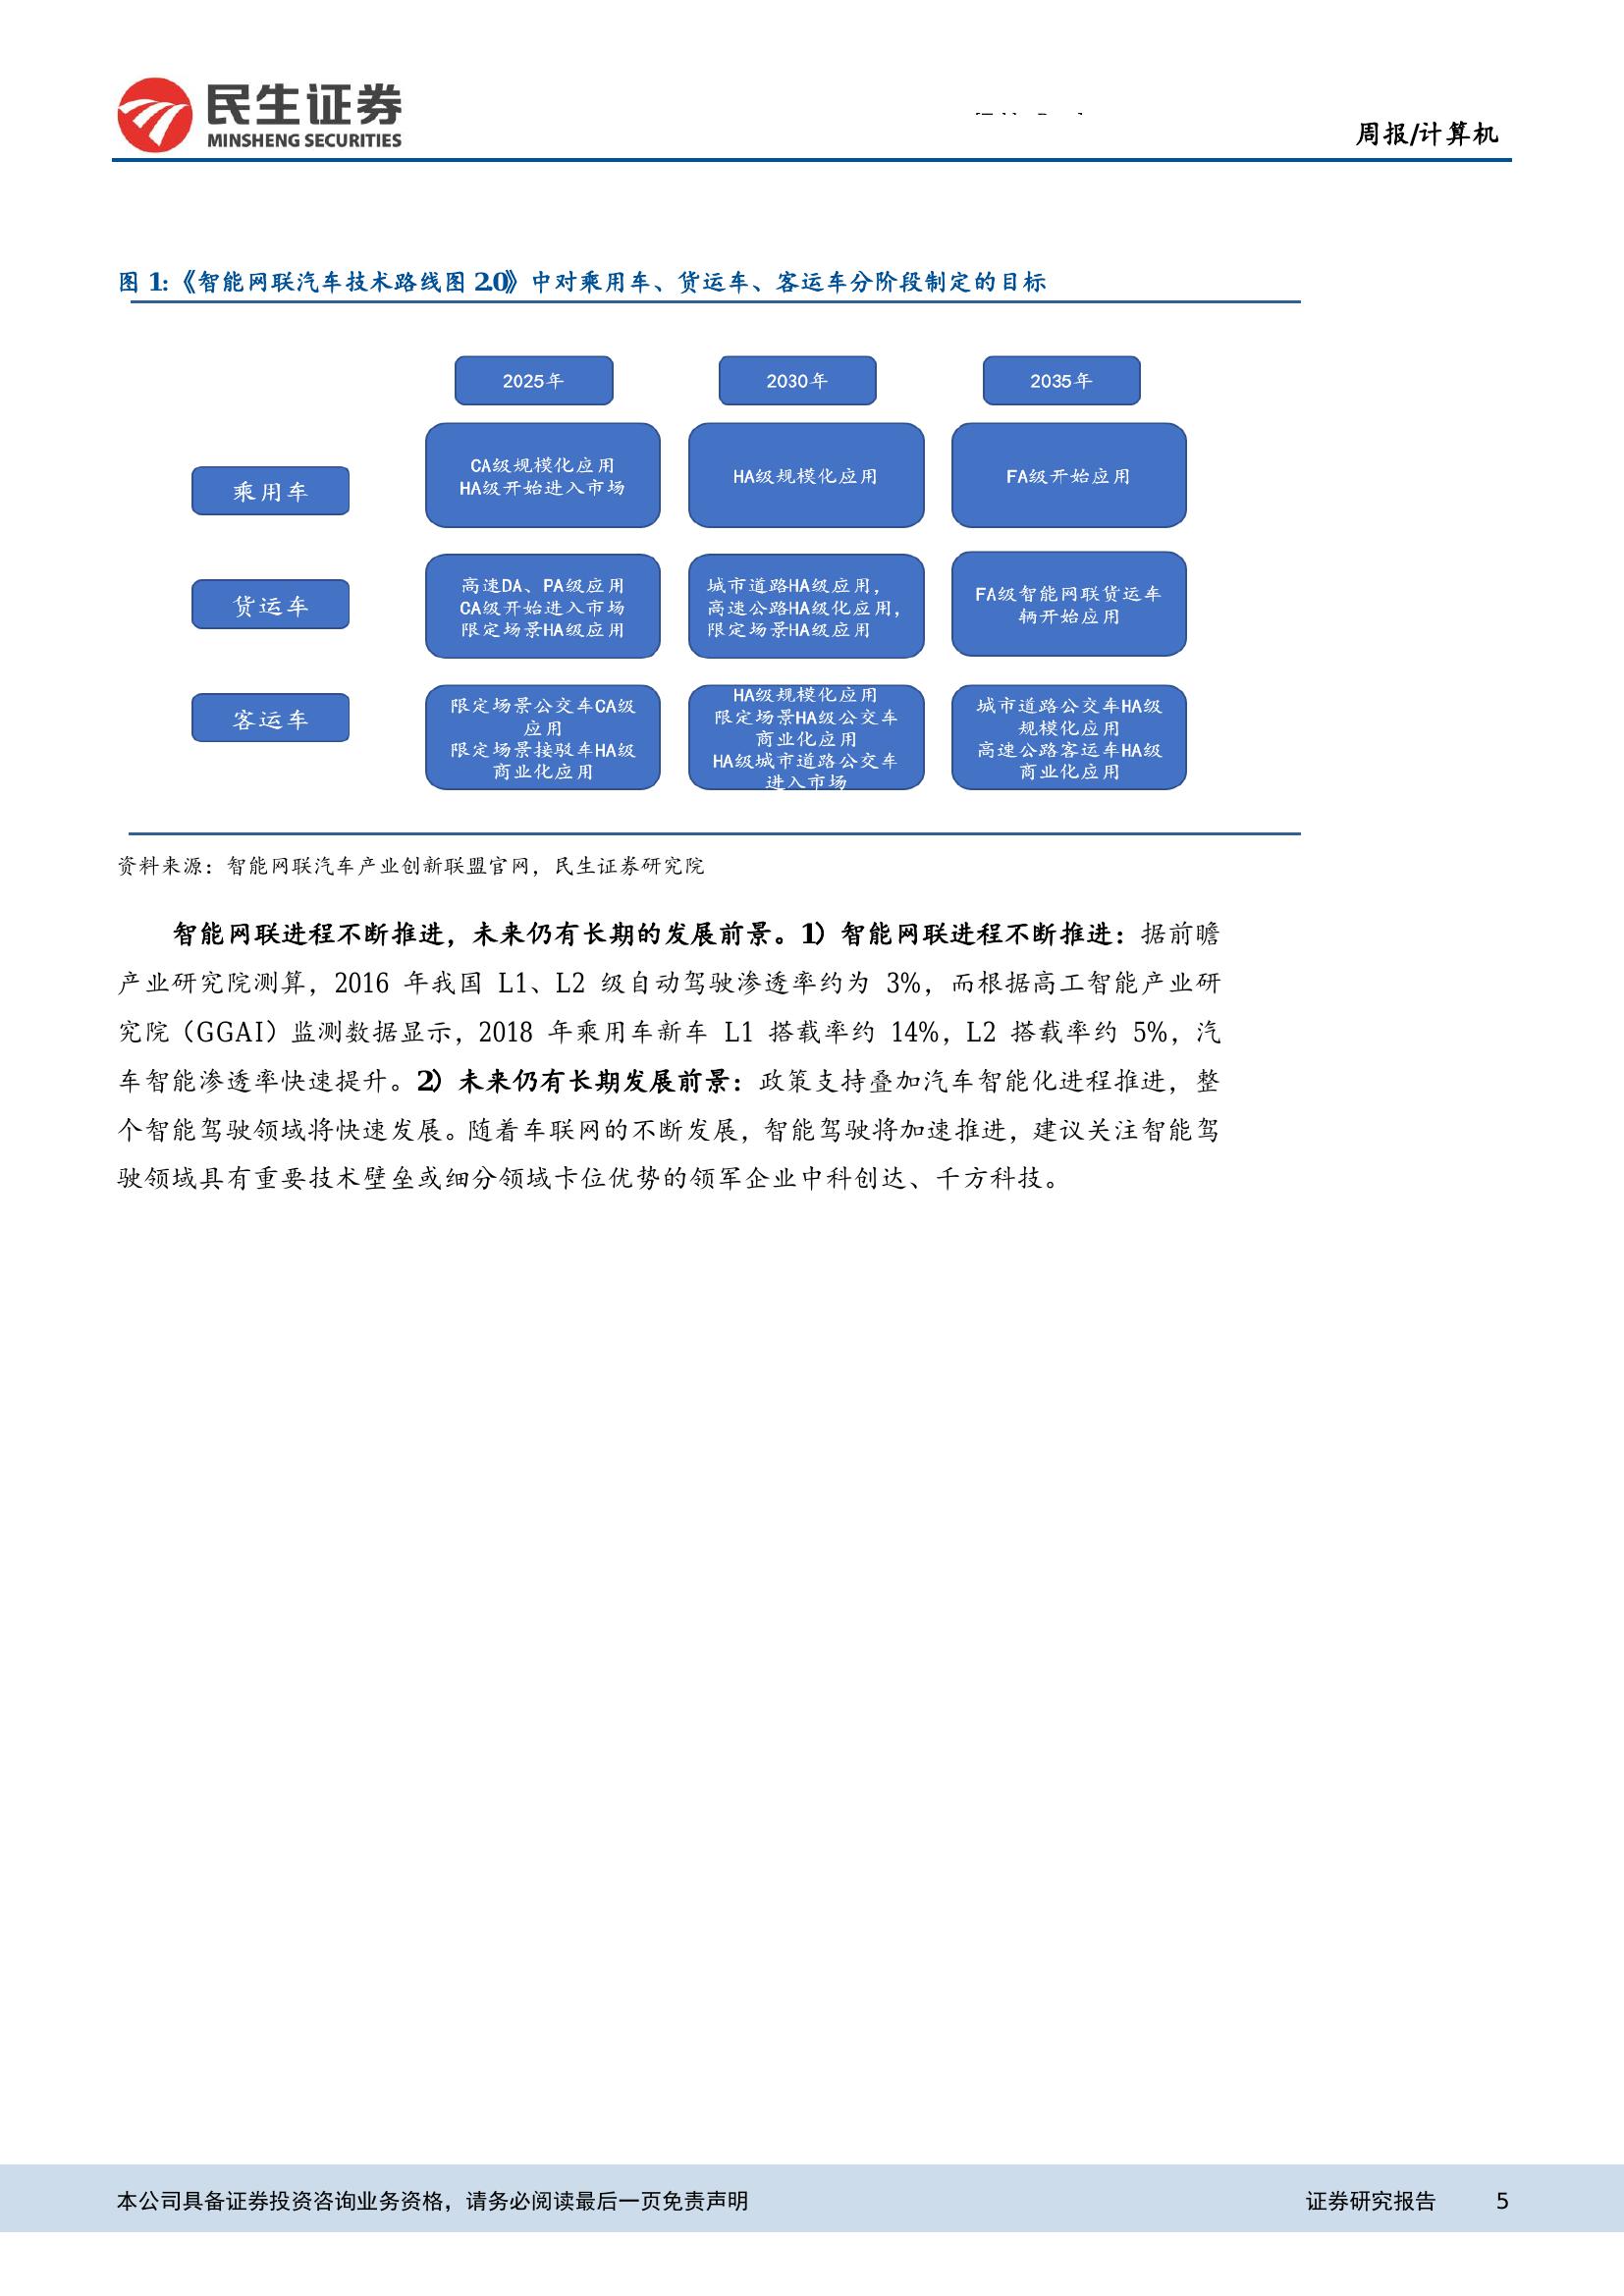 民生证券
MINSHENG SECURITIES
周报/计算机
图 1:《智能网联汽车技术路线图 2.0》中对乘用车、货运车、客运车分阶段制定的目标
2025年
2030年
2035年
乘用车
CA级规模化应用
HA级开始进入市场
HA级规模化应用
FA级开始应用
货运车
高速DA、PA级应用
CA级开始进入市场
限定场景HA级应用
城市道路HA级应用，
高速公路HA级化应用，
限定场景HA级应用
FA级智能网联货运车
辆开始应用
客运车
限定场景公交车CA级
应用
限定场景接驳车HA级
商业化应用
HA级规模化应用
限定场景HA级公交车
商业化应用
HA级城市道路公交车
进入市场
城市道路公交车HA级
规模化应用
高速公路客运车HA级
商业化应用
资料来源：智能网联汽车产业创新联盟官网，民生证券研究院
智能网联进程不断推进，未来仍有长期的发展前景。1）智能网联进程不断推进：据前瞻
产业研究院测算，2016 年我国 L1、L2 级自动驾驶渗透率约为 3%，而根据高工智能产业研
究院（GGAI）监测数据显示，2018 年乘用车新车 L1 搭载率约 14%，L2 搭载率约 5%，汽
车智能渗透率快速提升。2）未来仍有长期发展前景：政策支持叠加汽车智能化进程推进，整
个智能驾驶领域将快速发展。随着车联网的不断发展，智能驾驶将加速推进，建议关注智能驾
驶领域具有重要技术壁垒或细分领域卡位优势的领军企业中科创达、千方科技。
本公司具备证券投资咨询业务资格，请务必阅读最后一页免责声明
证券研究报告 5